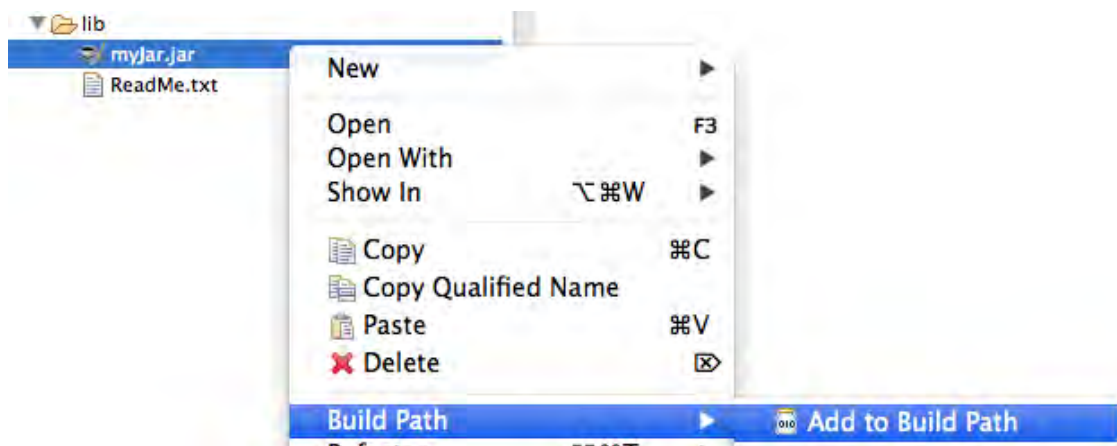 lib
myJar.jar
ReadMe.txt
New
Open F3
Open With
Show In ⌥⌘W
Copy ⌘C
Copy Qualified Name
Paste ⌘V
Delete ⌦
Build Path Add to Build Path